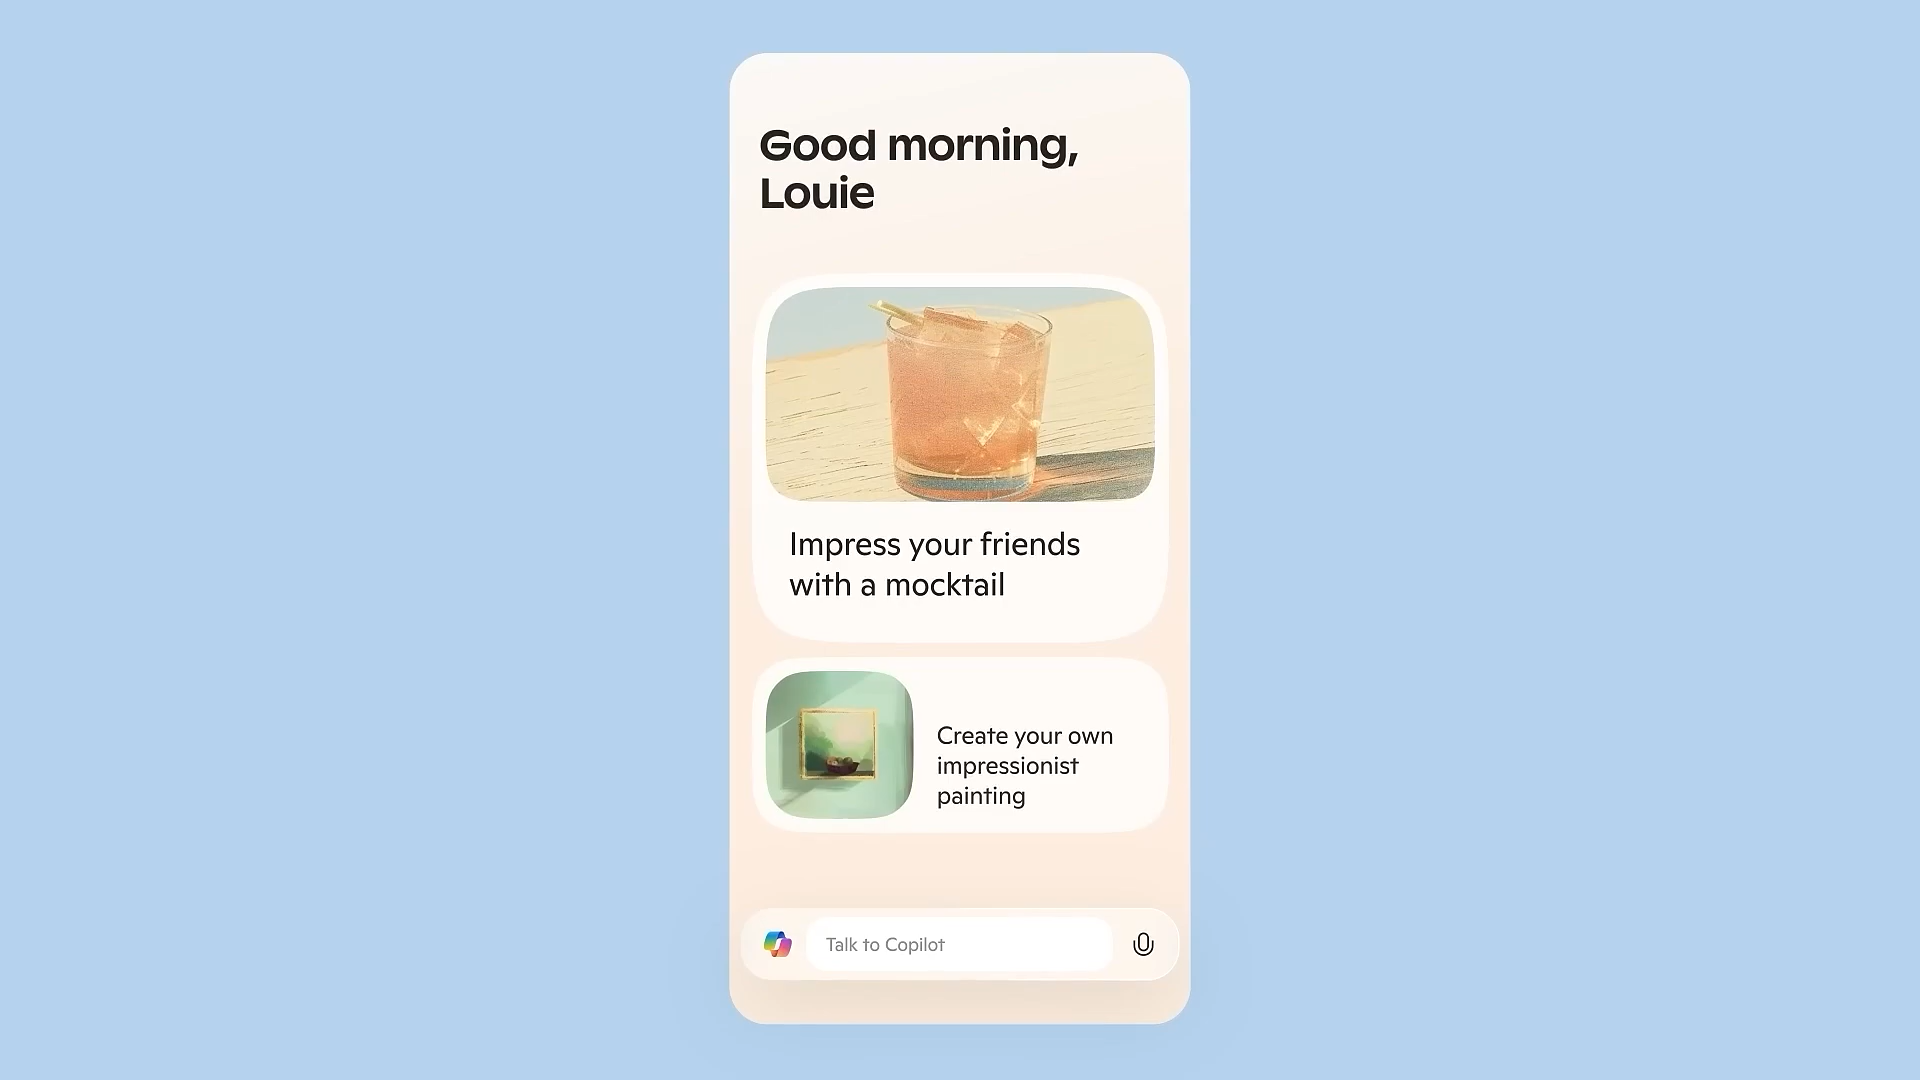 Good morning,
Louie
Impress your friends
with a mocktail
Create your own
impressionist
painting
Talk to Copilot